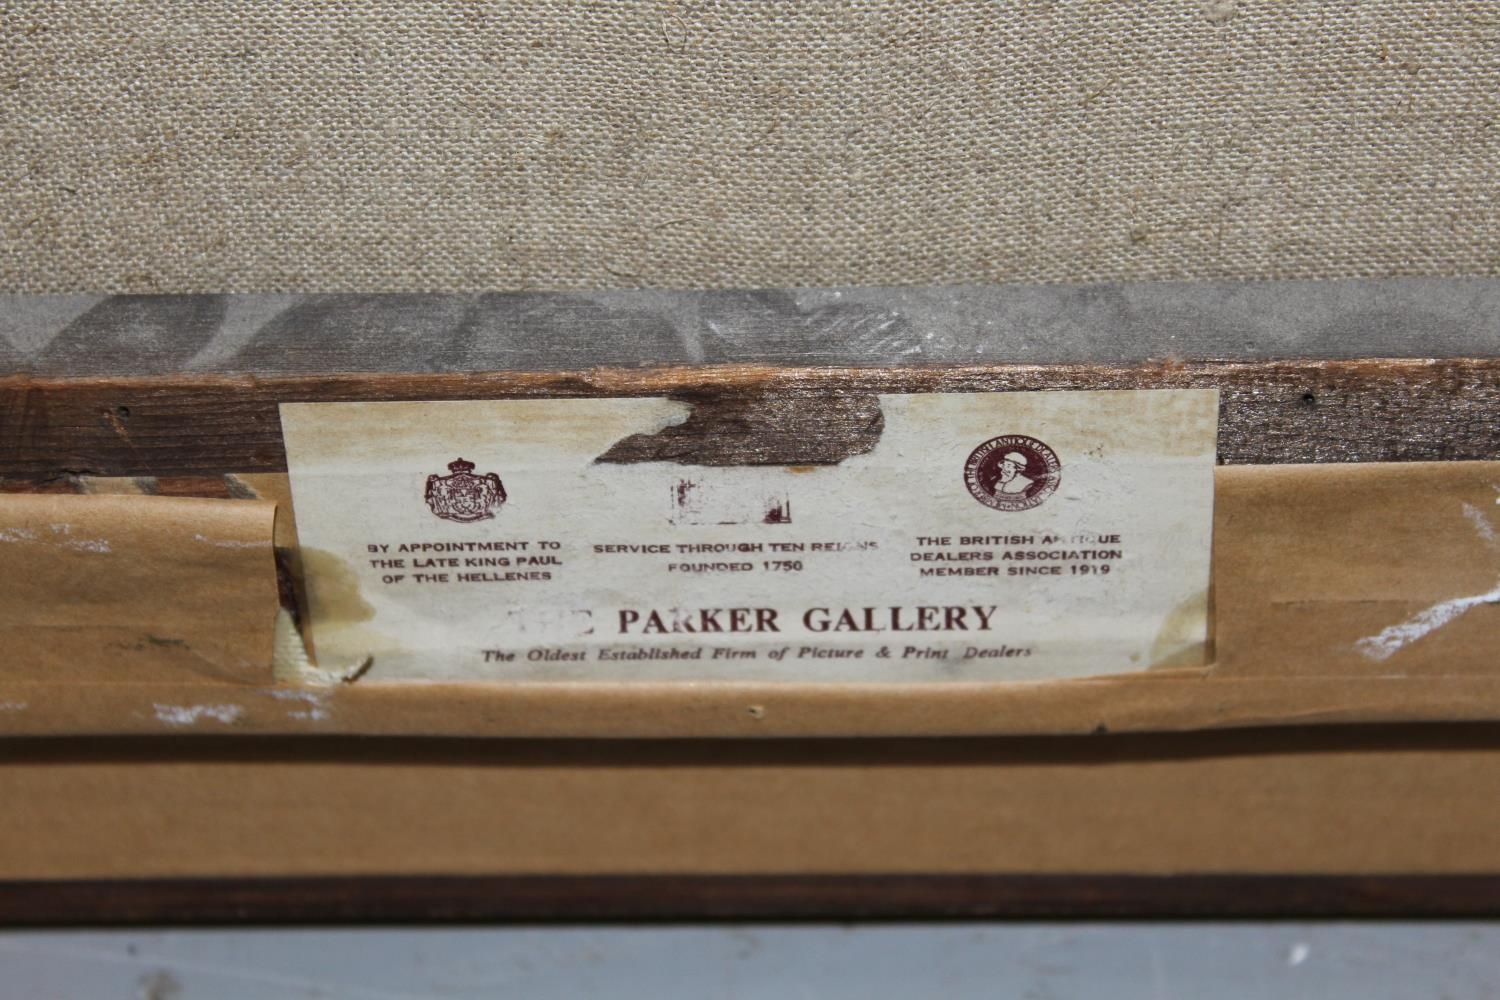 BY APPOINTMENT TO
THE LATE KING PAUL
OF THE HELLENES
SERVICE THROUGH TEN REIGNS
FOUNDED 1750
THE BRITISH ANTIQUE
DEALERS ASSOCIATION
MEMBER SINCE 1919
THE PARKER GALLERY
The Oldest Established Firm of Picture & Print Dealers